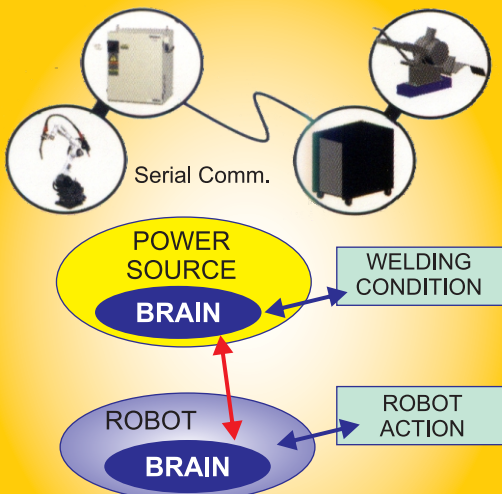 Serial Comm.
POWER
SOURCE
BRAIN
WELDING
CONDITION
ROBOT
BRAIN
ROBOT
ACTION